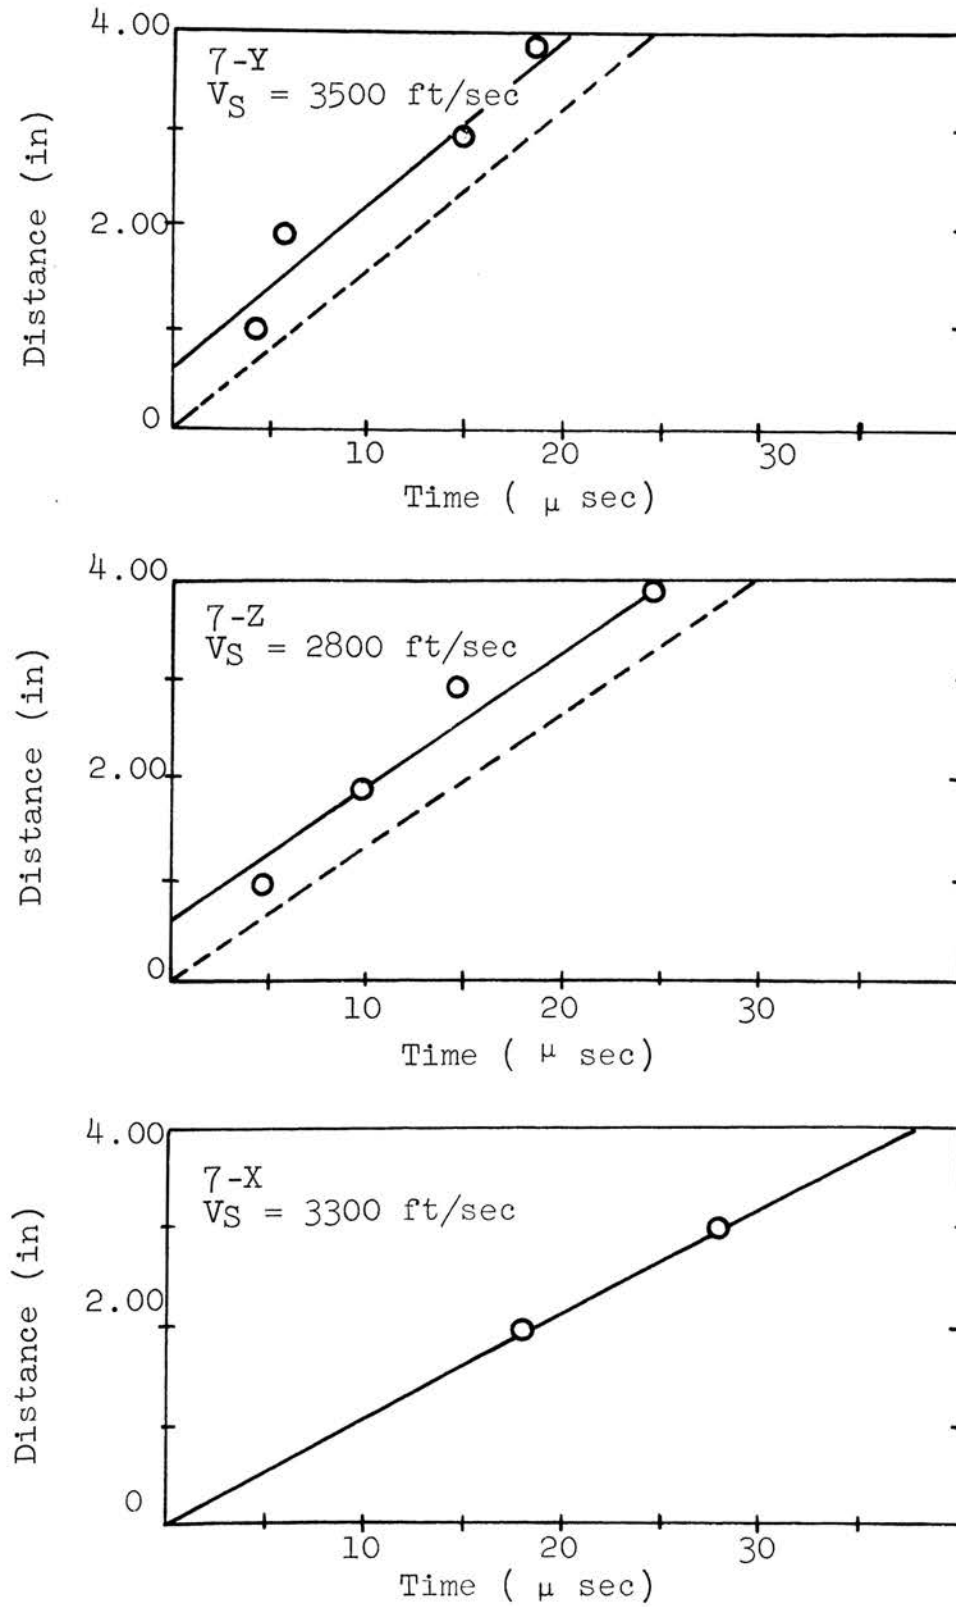 4.00
7-Y
VS = 3500 ft/sec
Distance (in)
2.00
0
10 20 30
Time ( μ sec)
4.00
7-Z
VS = 2800 ft/sec
Distance (in)
2.00
0
10 20 30
Time ( μ sec)
4.00
7-X
VS = 3300 ft/sec
Distance (in)
2.00
0
10 20 30
Time ( μ sec)